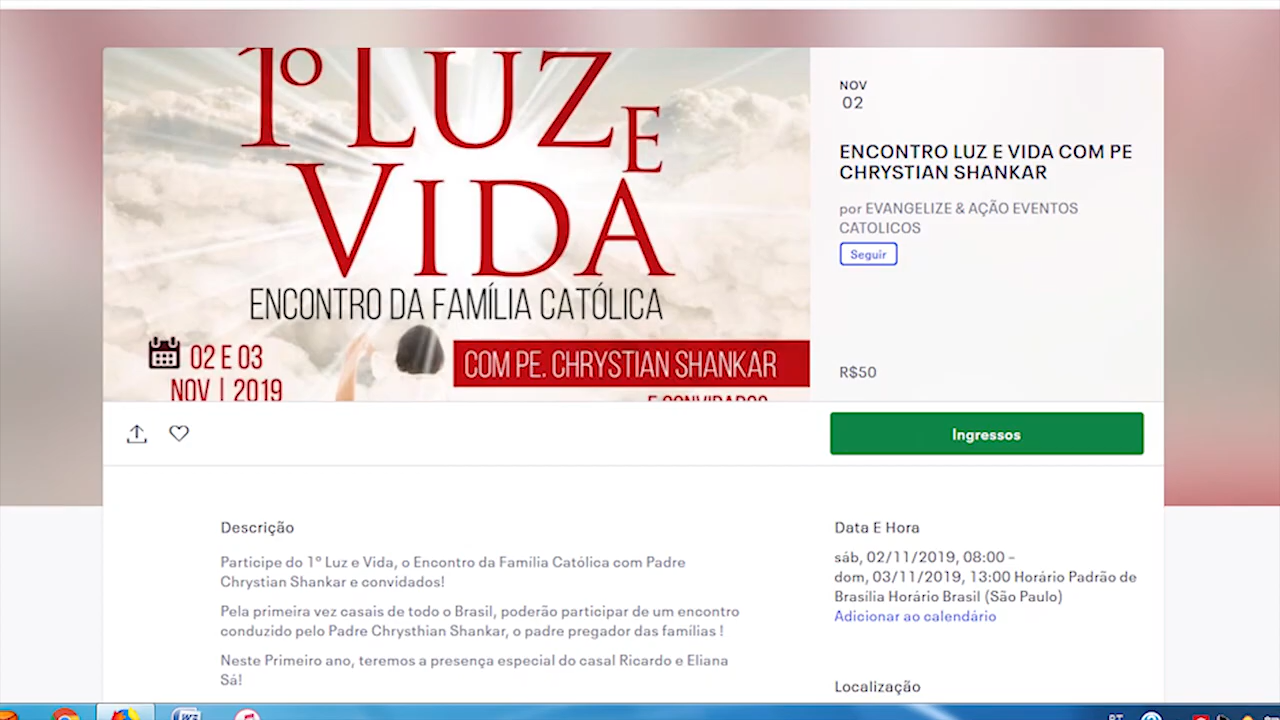 1º LUZ E
VIDA
ENCONTRO DA FAMÍLIA CATÓLICA
02 E 03
NOV | 2019
COM PE. CHRYSTIAN SHANKAR
E CONVIDADOS
NOV
02
ENCONTRO LUZ E VIDA COM PE
CHRYSTIAN SHANKAR
por EVANGELIZE & AÇÃO EVENTOS
CATOLICOS
Seguir
R$50
Ingressos
Descrição
Participe do 1º Luz e Vida, o Encontro da Família Católica com Padre
Chrystian Shankar e convidados!
Pela primeira vez casais de todo o Brasil, poderão participar de um encontro
conduzido pelo Padre Chrysthian Shankar, o padre pregador das famílias !
Neste Primeiro ano, teremos a presença especial do casal Ricardo e Eliana
Sá!
Data E Hora
sáb, 02/11/2019, 08:00 –
dom, 03/11/2019, 13:00 Horário Padrão de
Brasília Horário Brasil (São Paulo)
Adicionar ao calendário
Localização
PT